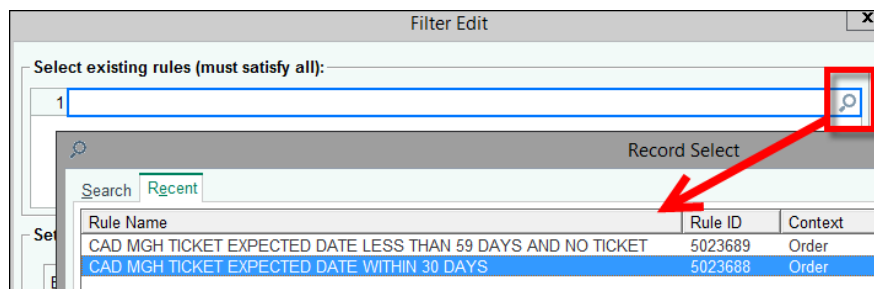 Filter Edit
x
Select existing rules (must satisfy all):
1
Record Select
Search Recent
Rule Name Rule ID Context
CAD MGH TICKET EXPECTED DATE LESS THAN 59 DAYS AND NO TICKET 5023689 Order
CAD MGH TICKET EXPECTED DATE WITHIN 30 DAYS 5023688 Order